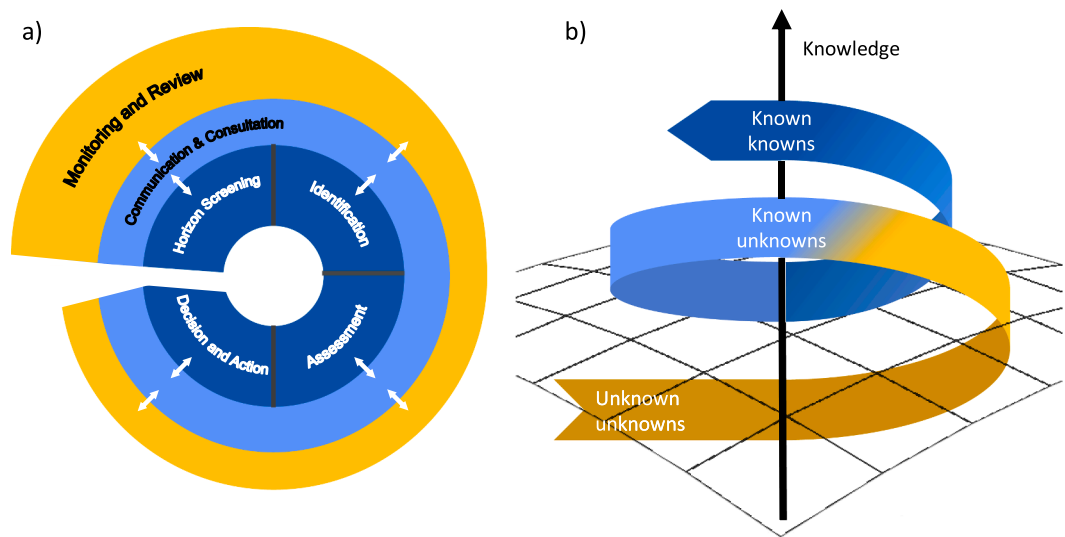 a)
Monitoring and Review
Communication & Consultation
Horizon Screening
Identification
Decision and Action
Assessment
b)
Knowledge
Known
knowns
Known
unknowns
Unknown
unknowns